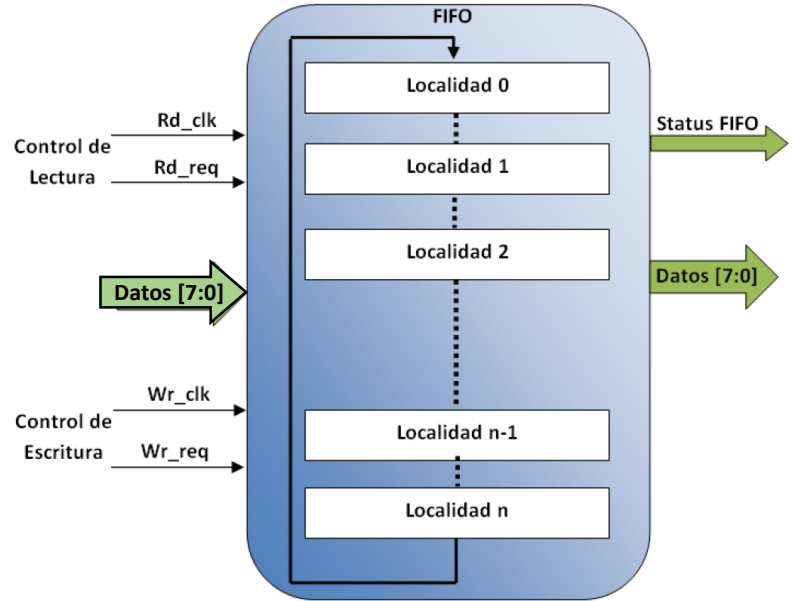 FIFO
Localidad 0
Rd_clk
Status FIFO
Control de
Lectura
Rd_req
Localidad 1
Localidad 2
Datos [7:0]
Datos [7:0]
Wr_clk
Control de
Escritura
Wr_req
Localidad n-1
Localidad n